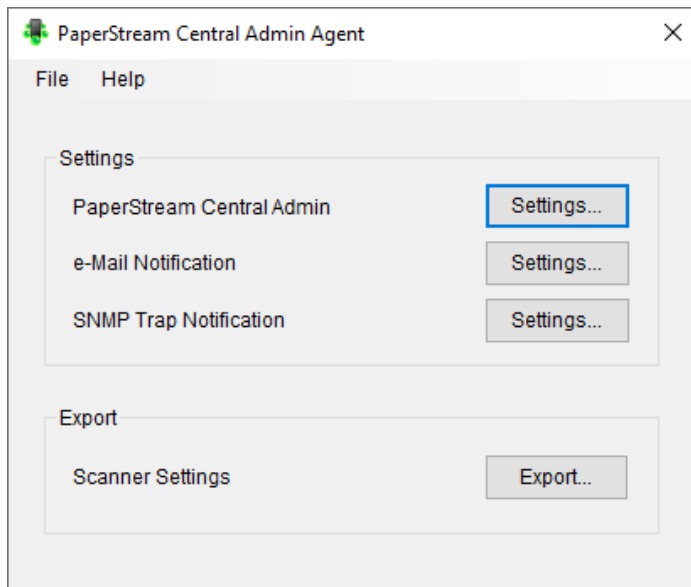 PaperStream Central Admin Agent
File Help
Settings
PaperStream Central Admin Settings...
e-Mail Notification Settings...
SNMP Trap Notification Settings...
Export
Scanner Settings Export...